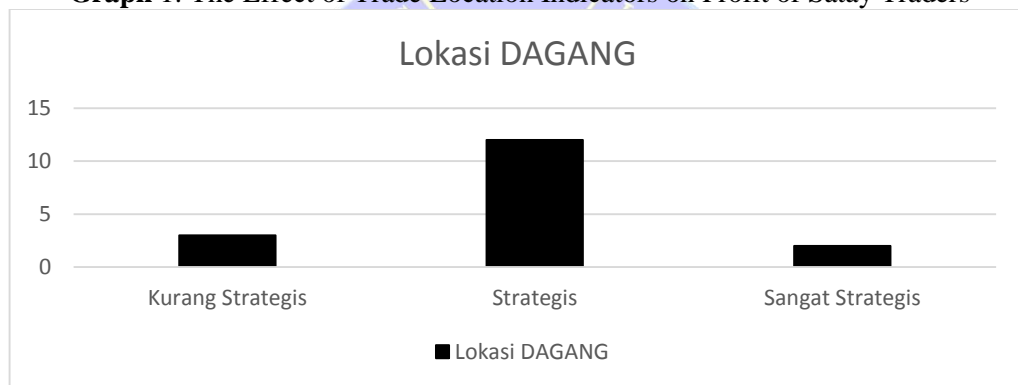 Graph 1. The Effect of Trade Location Indicators on Profit of Satay Traders
Lokasi DAGANG
15
10
5
0
Kurang Strategis Strategis Sangat Strategis
Lokasi DAGANG